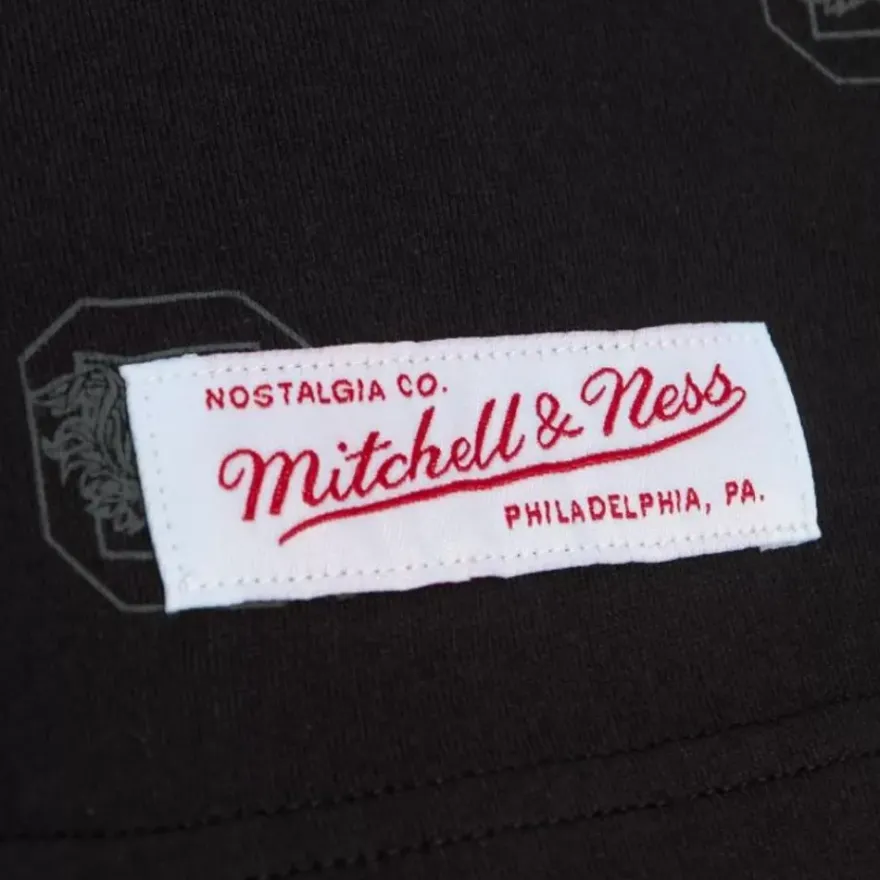 NOSTALGIA CO.
Mitchell & Ness
PHILADELPHIA, PA.